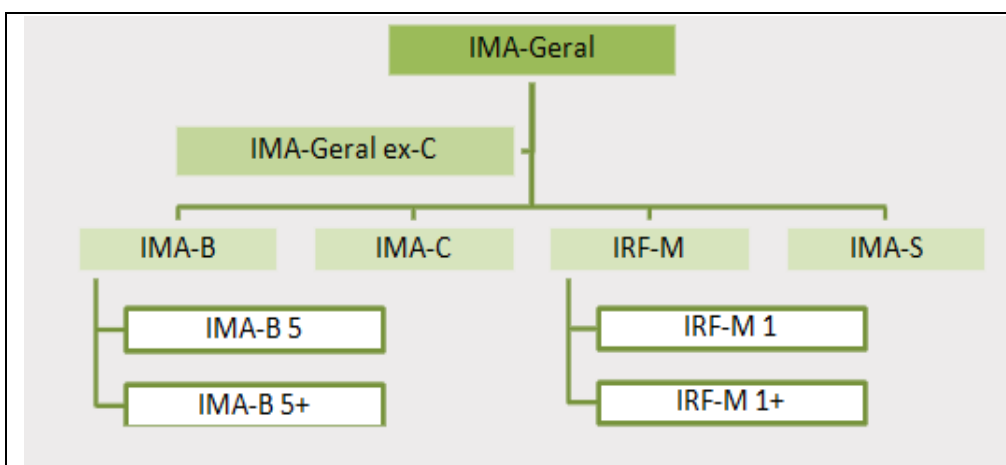 IMA-Geral
IMA-Geral ex-C
IMA-B
IMA-C
IRF-M
IMA-S
IMA-B 5
IRF-M 1
IMA-B 5+
IRF-M 1+